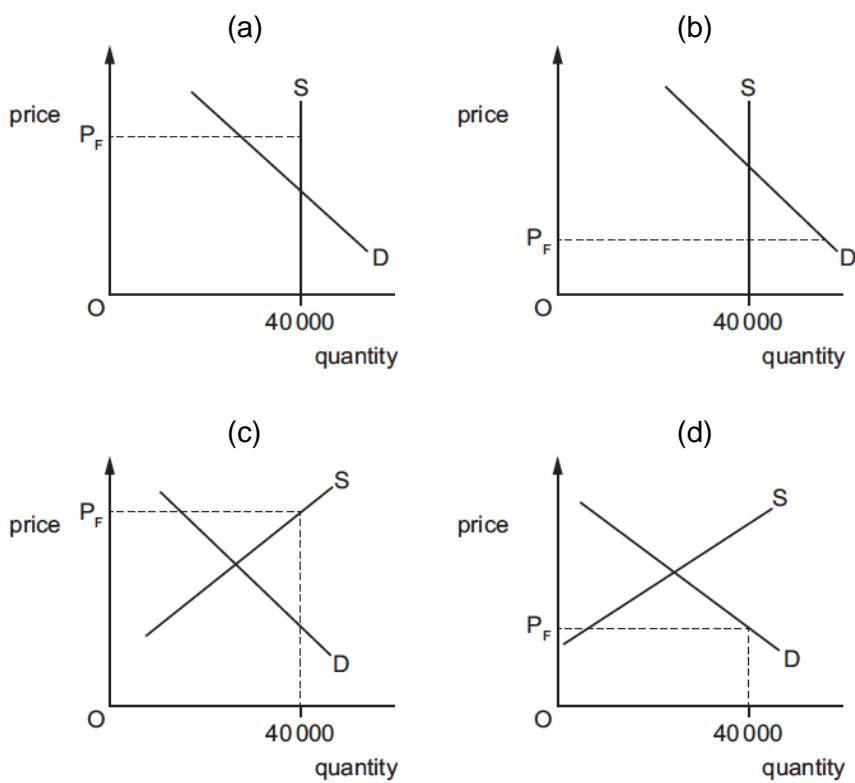 (a)
price
P_F
S
D
O
40 000
quantity
(b)
price
P_F
S
D
O
40 000
quantity
(c)
price
P_F
S
D
O
40 000
quantity
(d)
price
P_F
S
D
O
40 000
quantity